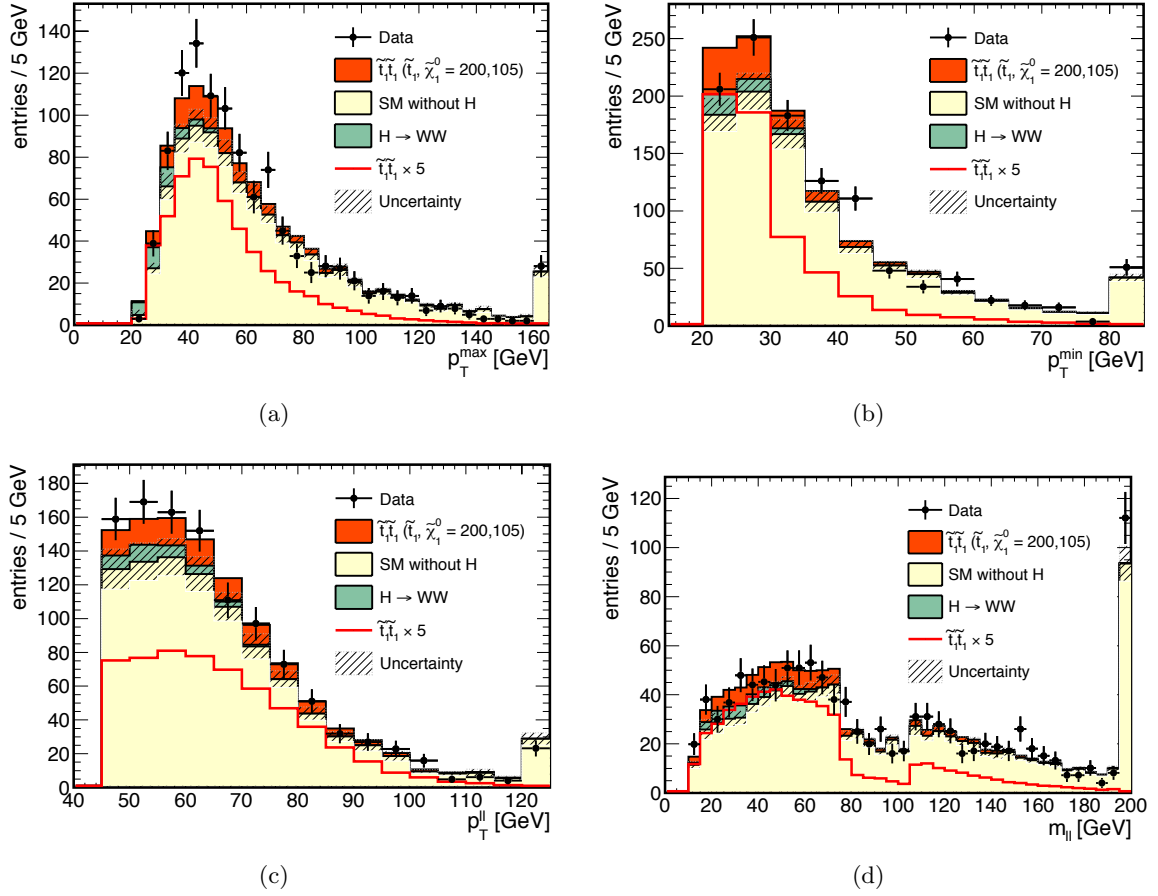 entries / 5 GeV
140
120
100
80
60
40
20
0
Data
t̃₁t̃₁ (t̃₁, χ̃₁⁰ = 200,105)
SM without H
H → WW
t̃₁t̃₁ × 5
Uncertainty
0 20 40 60 80 100 120 140 160
p_T^max [GeV]
(a)
entries / 5 GeV
250
200
150
100
50
0
Data
t̃₁t̃₁ (t̃₁, χ̃₁⁰ = 200,105)
SM without H
H → WW
t̃₁t̃₁ × 5
Uncertainty
20 30 40 50 60 70 80
p_T^min [GeV]
(b)
entries / 5 GeV
180
160
140
120
100
80
60
40
20
0
Data
t̃₁t̃₁ (t̃₁, χ̃₁⁰ = 200,105)
SM without H
H → WW
t̃₁t̃₁ × 5
Uncertainty
40 50 60 70 80 90 100 110 120
p_T^ll [GeV]
(c)
entries / 5 GeV
120
100
80
60
40
20
0
Data
t̃₁t̃₁ (t̃₁, χ̃₁⁰ = 200,105)
SM without H
H → WW
t̃₁t̃₁ × 5
Uncertainty
20 40 60 80 100 120 140 160 180 200
m_ll [GeV]
(d)